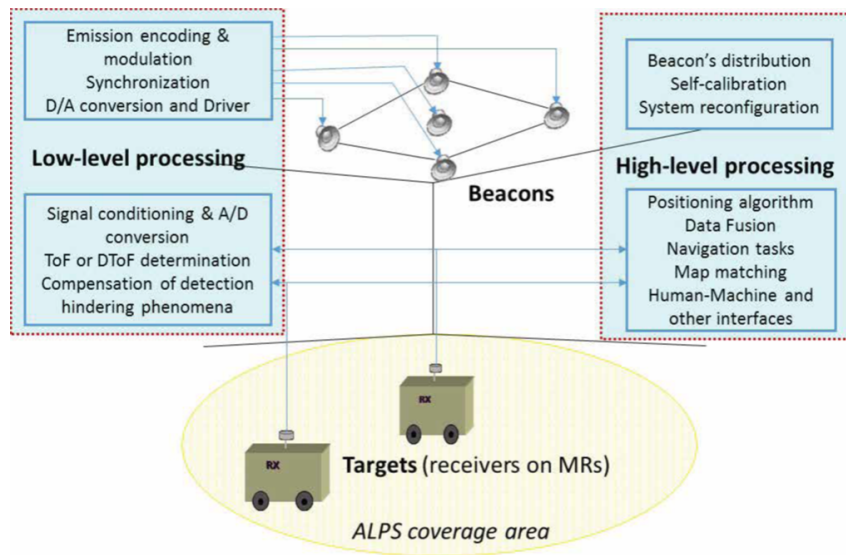 Emission encoding &
modulation
Synchronization
D/A conversion and Driver
Low-level processing
Signal conditioning & A/D
conversion
ToF or DToF determination
Compensation of detection
hindering phenomena
Beacons
Beacon's distribution
Self-calibration
System reconfiguration
High-level processing
Positioning algorithm
Data Fusion
Navigation tasks
Map matching
Human-Machine and
other interfaces
RX
RX
Targets (receivers on MRs)
ALPS coverage area